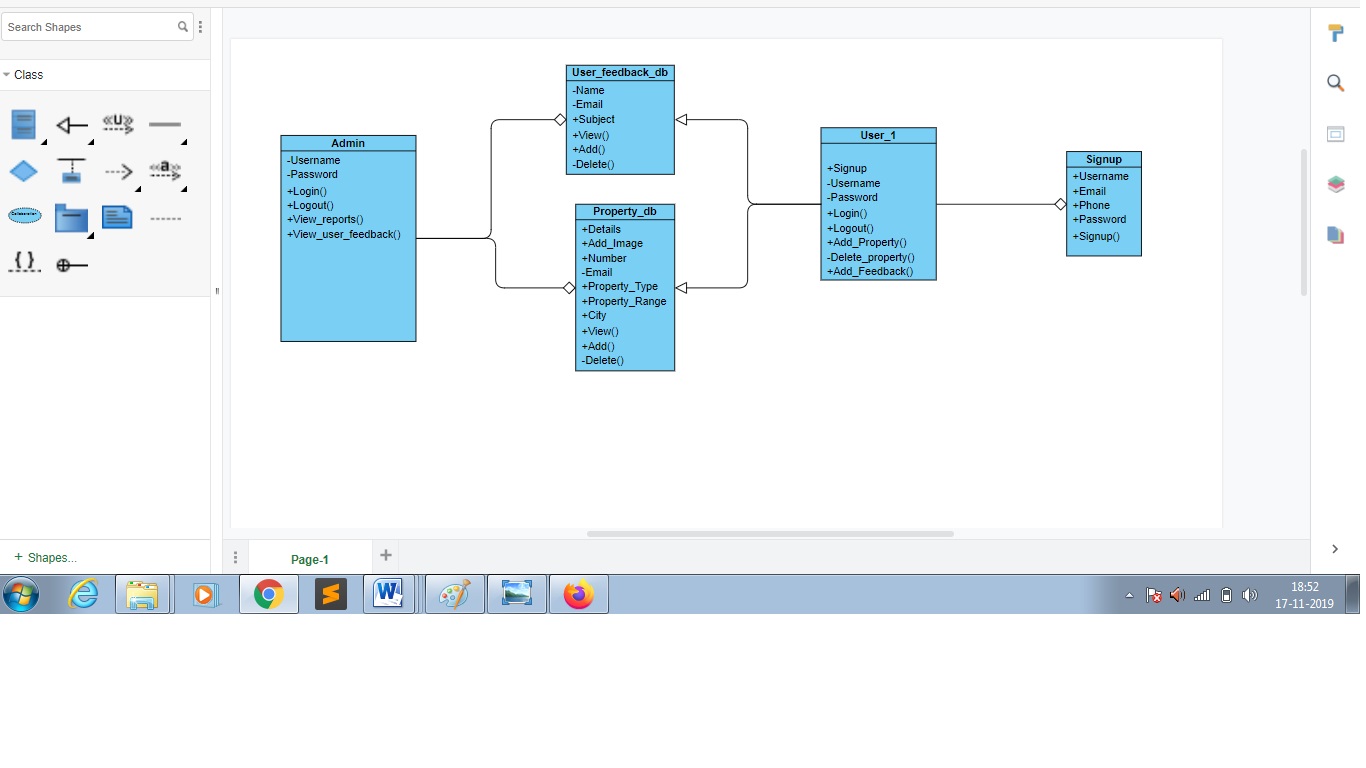 Search Shapes
Class
«U»
«a»
Collaboration
{ }
+ Shapes...
User_feedback_db
-Name
-Email
+Subject
+View()
+Add()
-Delete()
Admin
-Username
-Password
+Login()
+Logout()
+View_reports()
+View_user_feedback()
Property_db
+Details
+Add_Image
+Number
-Email
+Property_Type
+Property_Range
+City
+View()
+Add()
-Delete()
User_1
+Signup
-Username
-Password
+Login()
+Logout()
+Add_Property()
-Delete_property()
+Add_Feedback()
Signup
+Username
+Email
+Phone
+Password
+Signup()
Page-1
+
18:52
17-11-2019